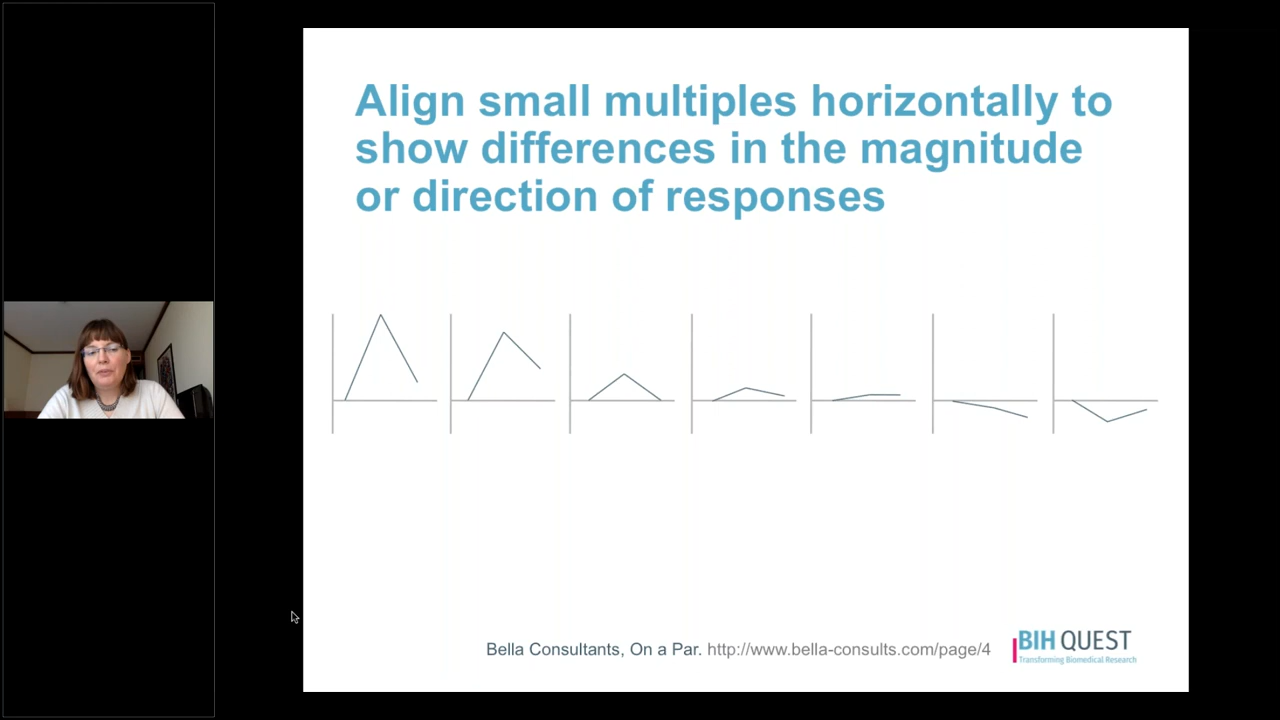 Align small multiples horizontally to
show differences in the magnitude
or direction of responses
Bella Consultants, On a Par. http://www.bella-consults.com/page/4
BIH QUEST
Transforming Biomedical Research